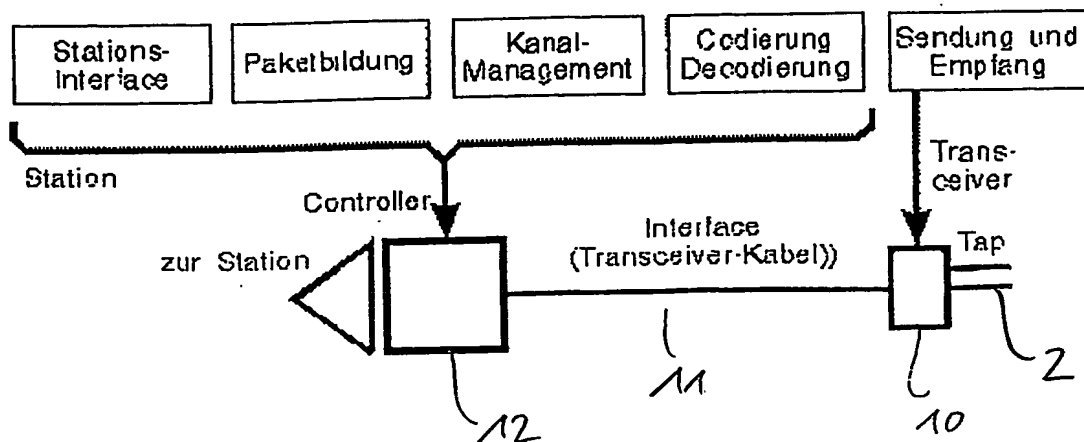 Stations-
Interface
Paketbildung
Kanal-
Management
Codierung
Decodierung
Sendung und
Empfang
Station
Controller
Trans-
ceiver
zur Station
Interface
(Transceiver-Kabel))
Tap
12
11
10
2